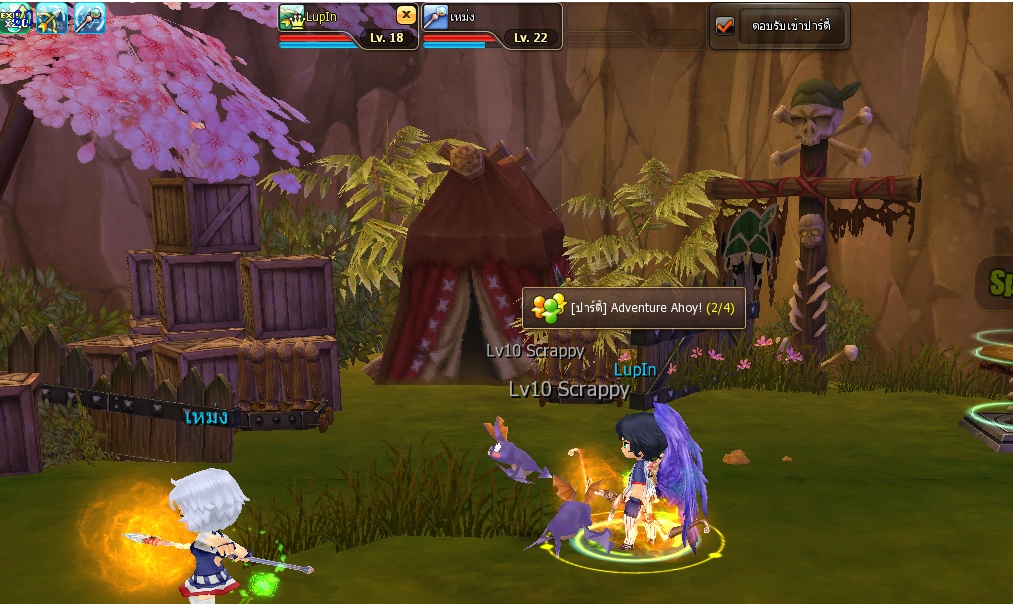 LupIn
เหม่ง
Lv. 18
Lv. 22
ตอบรับเข้าปาร์ตี้
[ปาร์ตี้] Adventure Ahoy! (2/4)
Lv10 Scrappy
LupIn
Lv10 Scrappy
เหม่ง